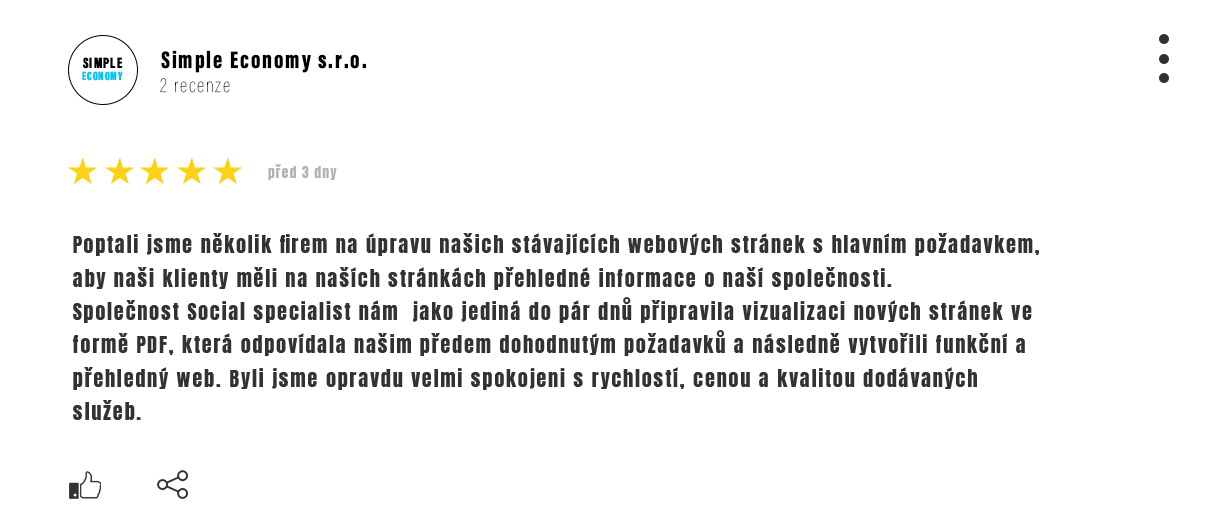 SIMPLE
ECONOMY
Simple Economy s.r.o.
2 recenze
před 3 dny
Poptali jsme několik firem na úpravu našich stávajících webových stránek s hlavním požadavkem,
aby naši klienty měli na naších stránkách přehledné informace o naší společnosti.
Společnost Social specialist nám  jako jediná do pár dnů připravila vizualizaci nových stránek ve
formě PDF, která odpovídala našim předem dohodnutým požadavků a následně vytvořili funkční a
přehledný web. Byli jsme opravdu velmi spokojeni s rychlostí, cenou a kvalitou dodávaných
služeb.